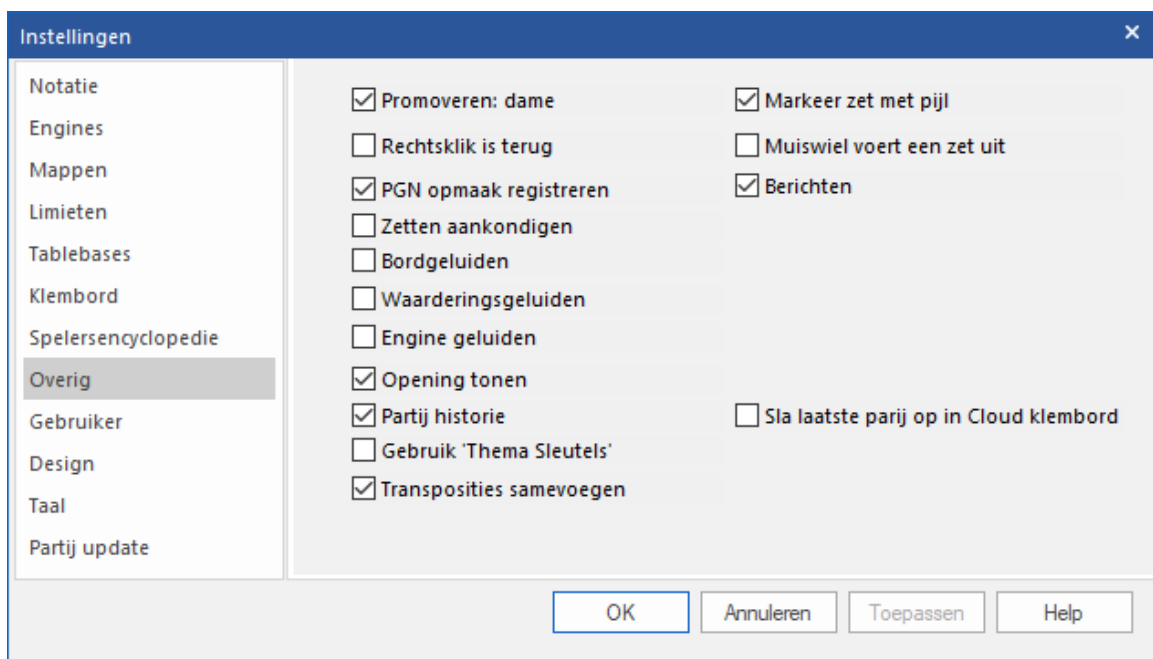 Instellingen
Notatie
Engines
Mappen
Limieten
Tablebases
Klembord
Spelersencyclopedie
Overig
Gebruiker
Design
Taal
Partij update
Promoveren: dame
Markeer zet met pijl
Rechtsklik is terug
Muiswiel voert een zet uit
PGN opmaak registreren
Berichten
Zetten aankondigen
Bordgeluiden
Waarderingsgeluiden
Engine geluiden
Opening tonen
Partij historie
Sla laatste parij op in Cloud klembord
Gebruik 'Thema Sleutels'
Transposities samevoegen
OK
Annuleren
Toepassen
Help